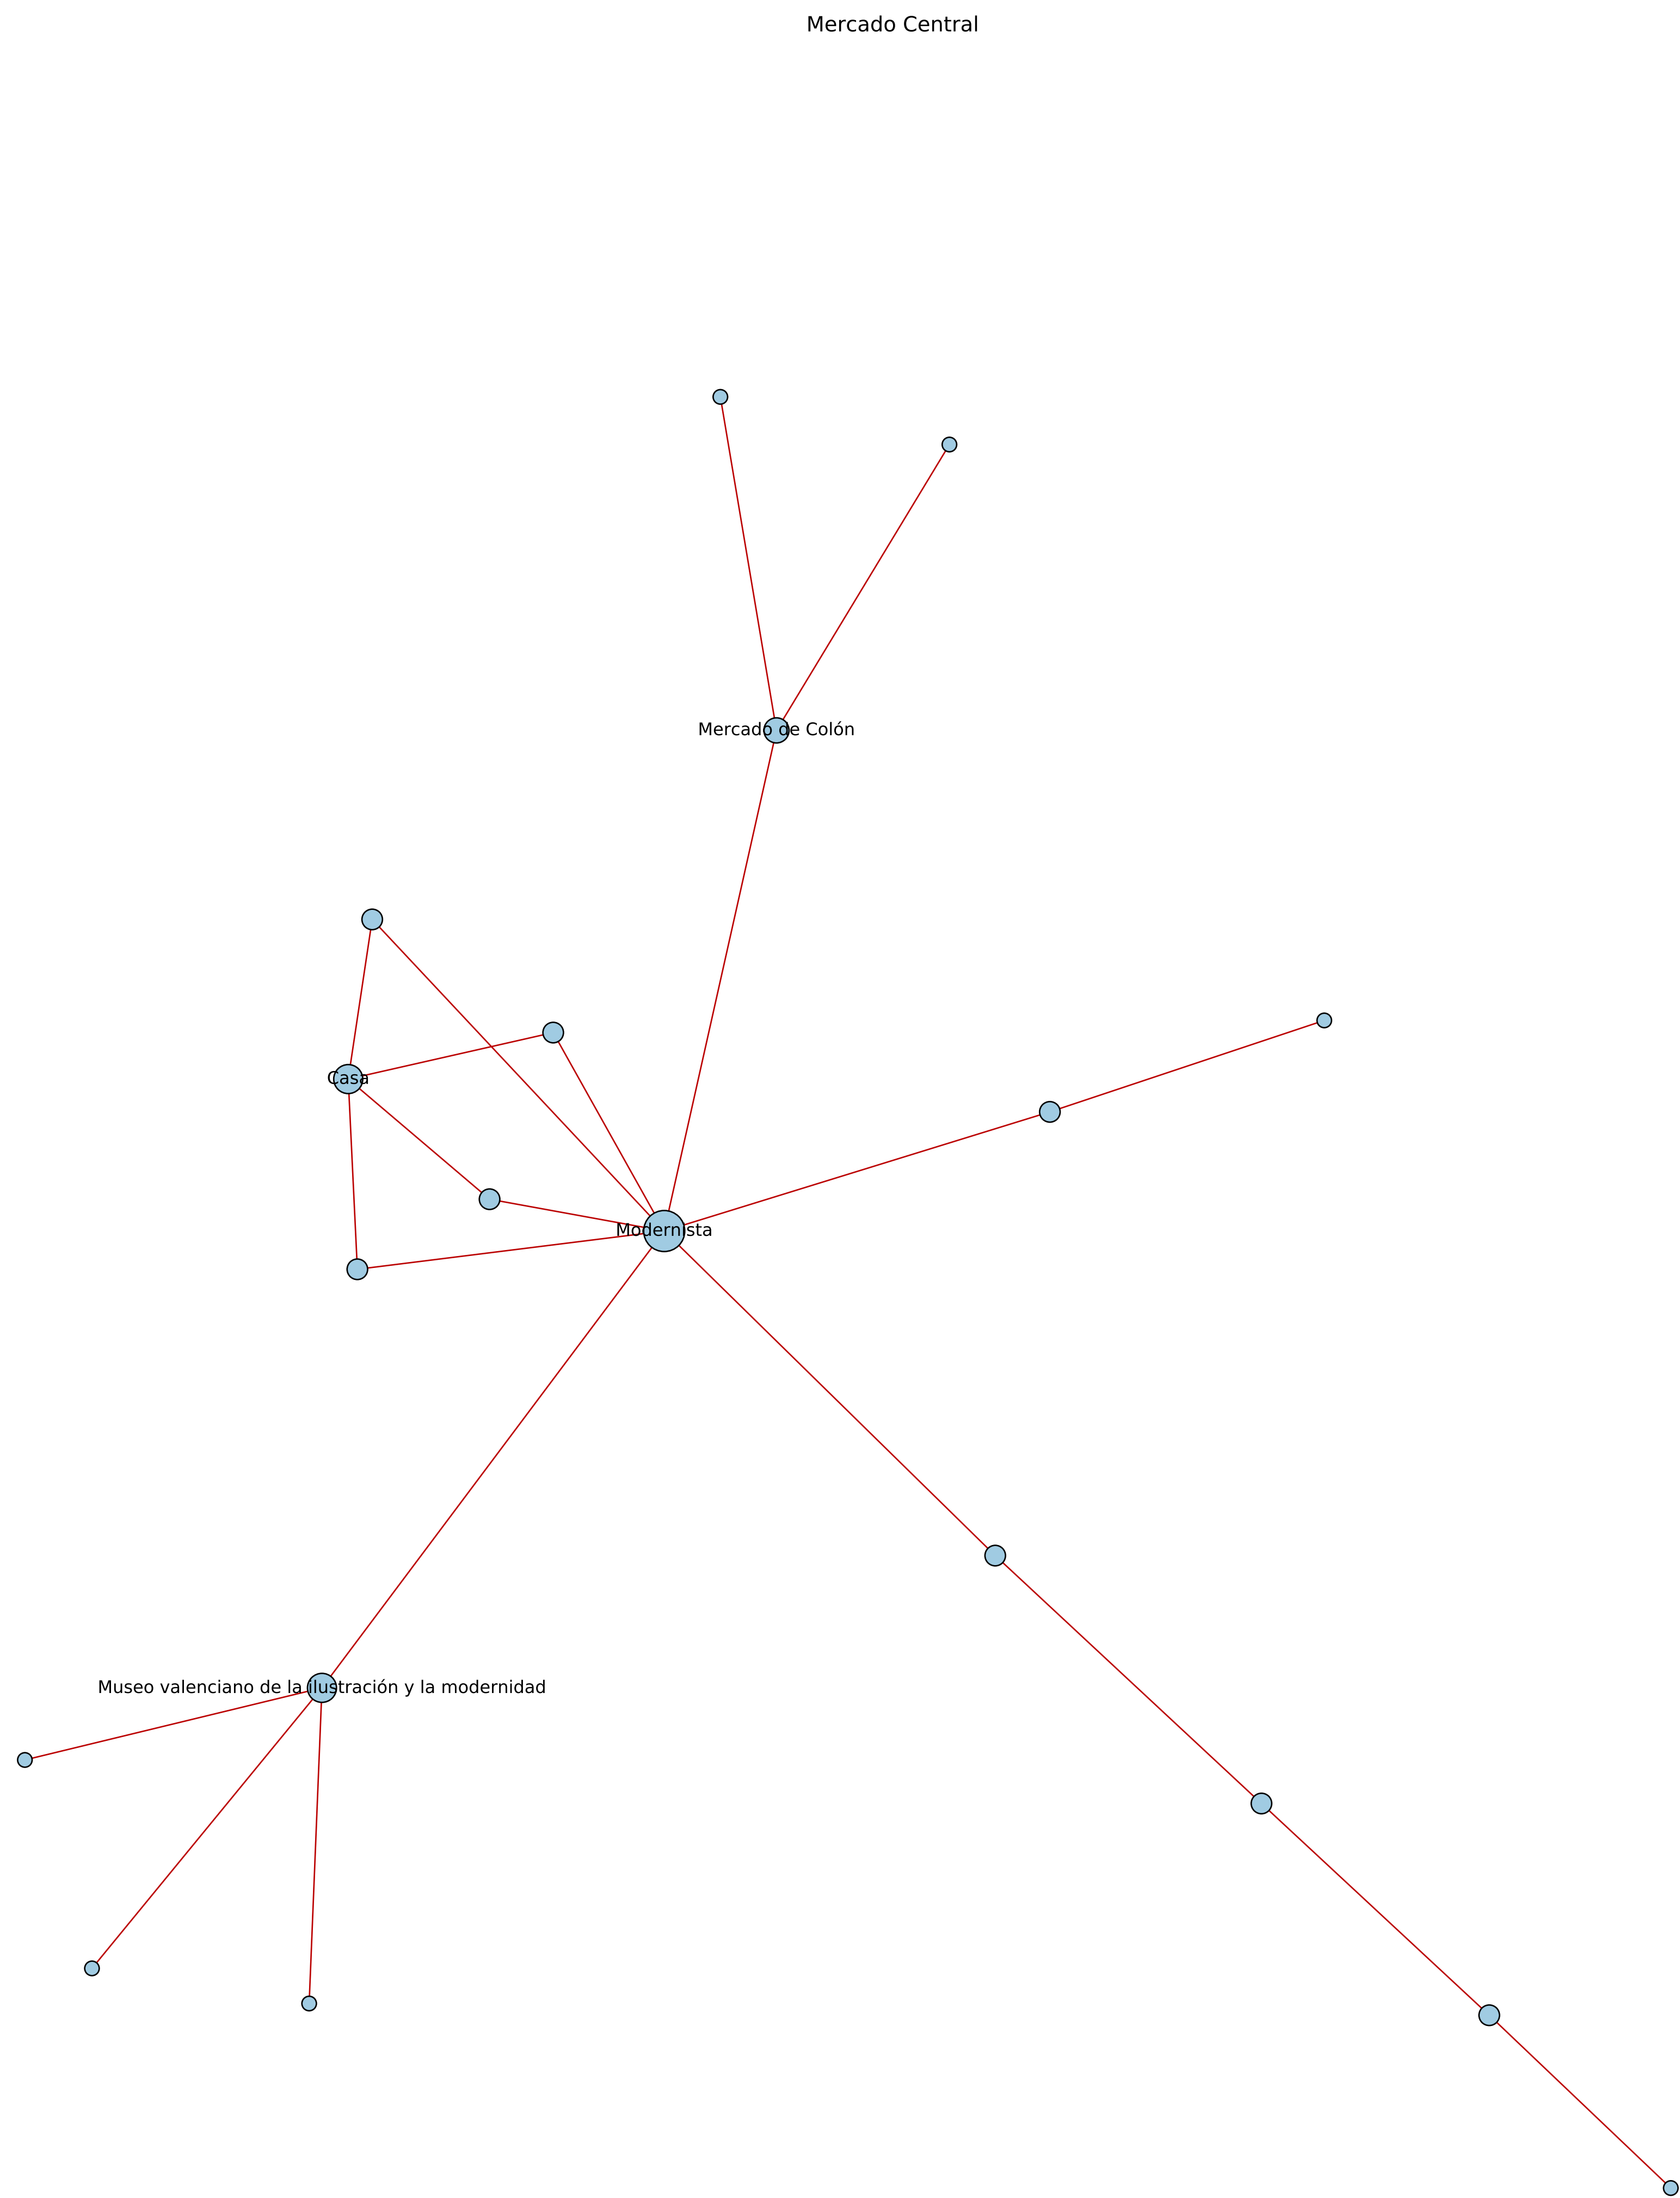 Mercado Central
Mercado de Colón
Casa
Modernista
Museo valenciano de la ilustración y la modernidad